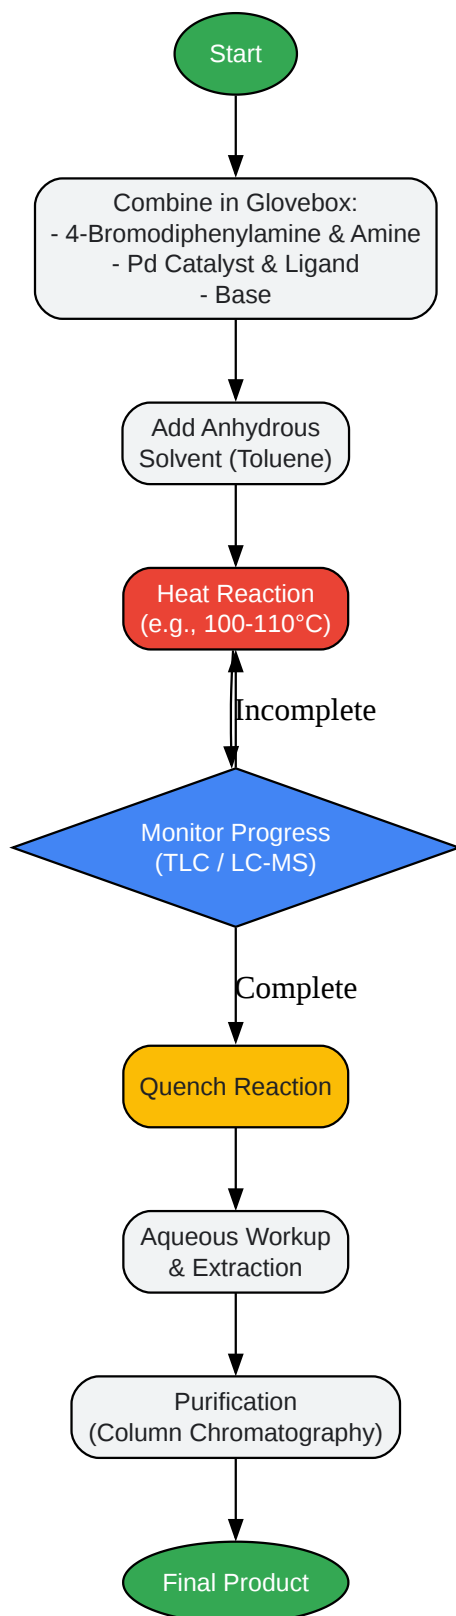 Start
Combine in Glovebox:
- 4-Bromodiphenylamine & Amine
- Pd Catalyst & Ligand
- Base
Add Anhydrous
Solvent (Toluene)
Heat Reaction
(e.g., 100-110°C)
Incomplete
Monitor Progress
(TLC / LC-MS)
Complete
Quench Reaction
Aqueous Workup
& Extraction
Purification
(Column Chromatography)
Final Product